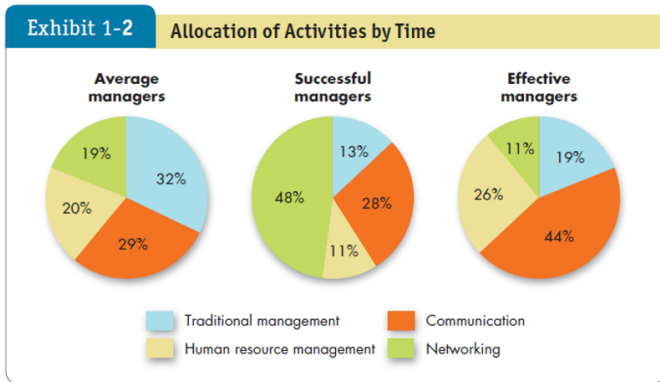 Exhibit 1-2
Allocation of Activities by Time
Average
managers
Successful
managers
Effective
managers
19%
32%
20%
29%
13%
48%
28%
11%
11%
19%
26%
44%
Traditional management
Communication
Human resource management
Networking